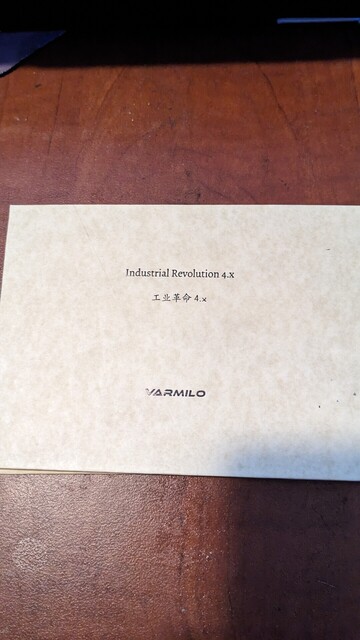 Industrial Revolution 4.x
工业革命 4.x
VARMILO